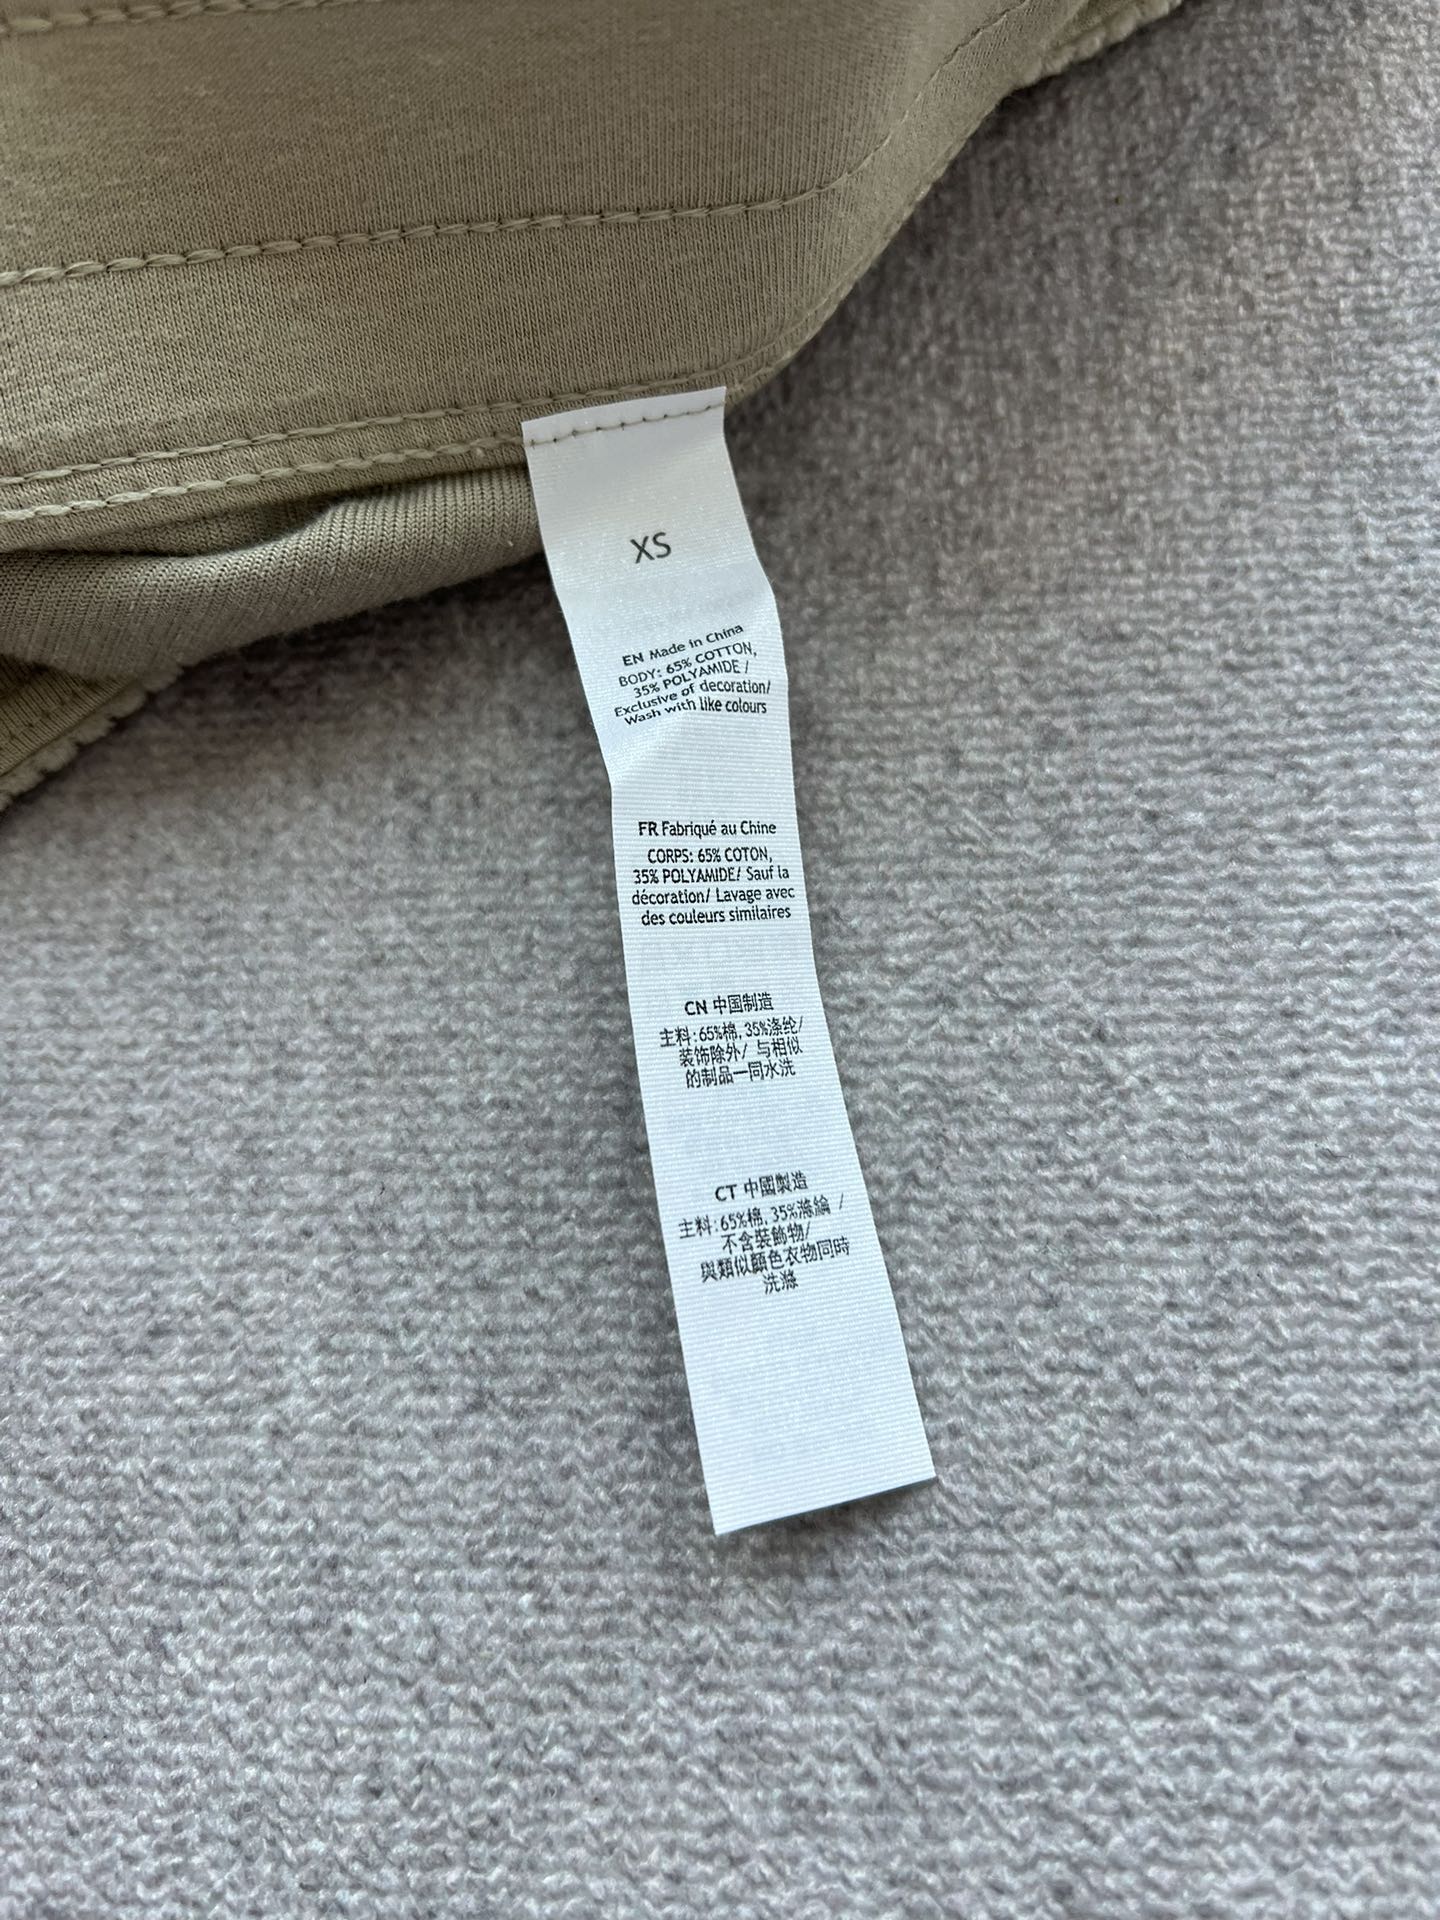 XS
EN Made in China
BODY: 65% COTTON,
35% POLYAMIDE /
Exclusive of decoration/
Wash with like colours
FR Fabriqué au Chine
CORPS: 65% COTON,
35% POLYAMIDE/ Sauf la
décoration/ Lavage avec
des couleurs similaires
CN 中国制造
主料:65%棉, 35%涤纶/
装饰除外/ 与相似
的制品一同水洗
CT 中國製造
主料:65%棉, 35%滌綸 /
不含裝飾物/
與類似顏色衣物同時
洗滌